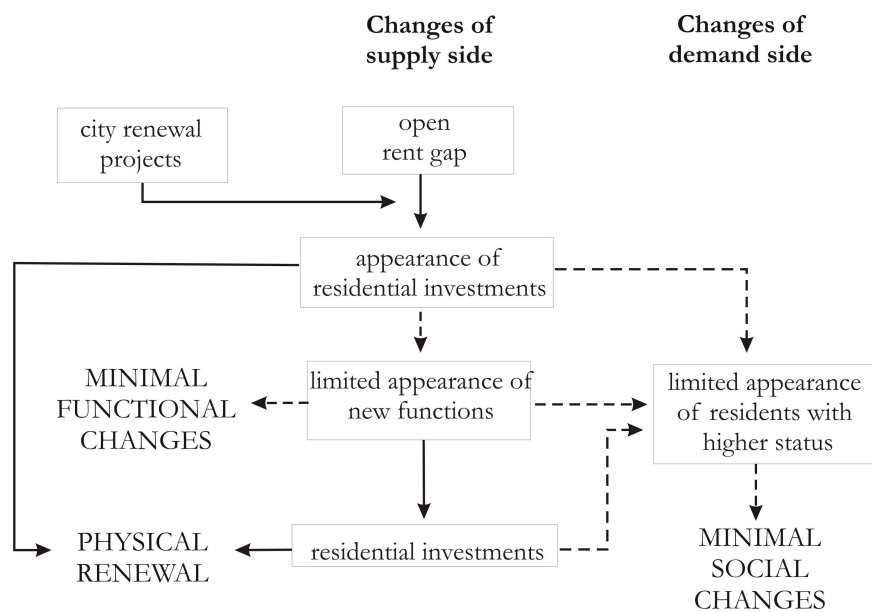 Changes of
supply side
Changes of
demand side
city renewal
projects
open
rent gap
appearance of
residential investments
MINIMAL
FUNCTIONAL
CHANGES
limited appearance of
new functions
limited appearance
of residents with
higher status
PHYSICAL
RENEWAL
residential investments
MINIMAL
SOCIAL
CHANGES